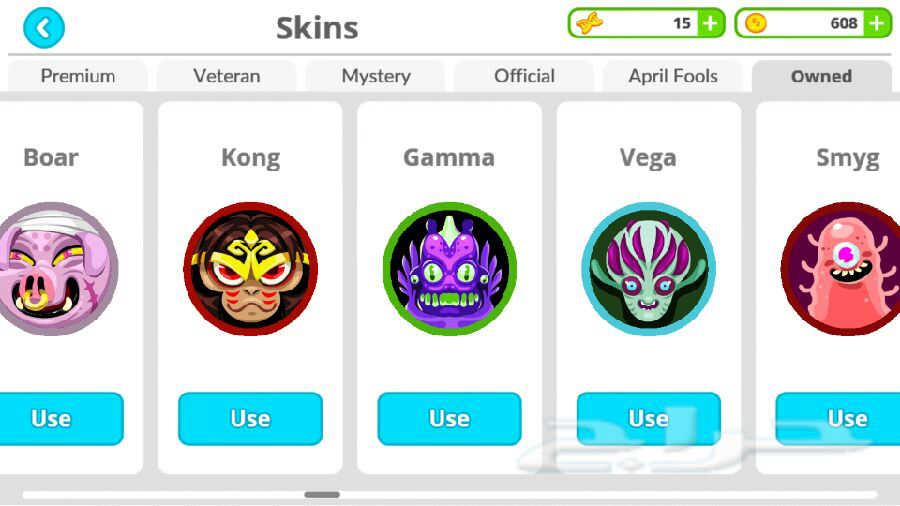 Skins
15
608
Premium
Veteran
Mystery
Official
April Fools
Owned
Boar
Kong
Gamma
Vega
Smyg
Use
Use
Use
Use
Use
حراج